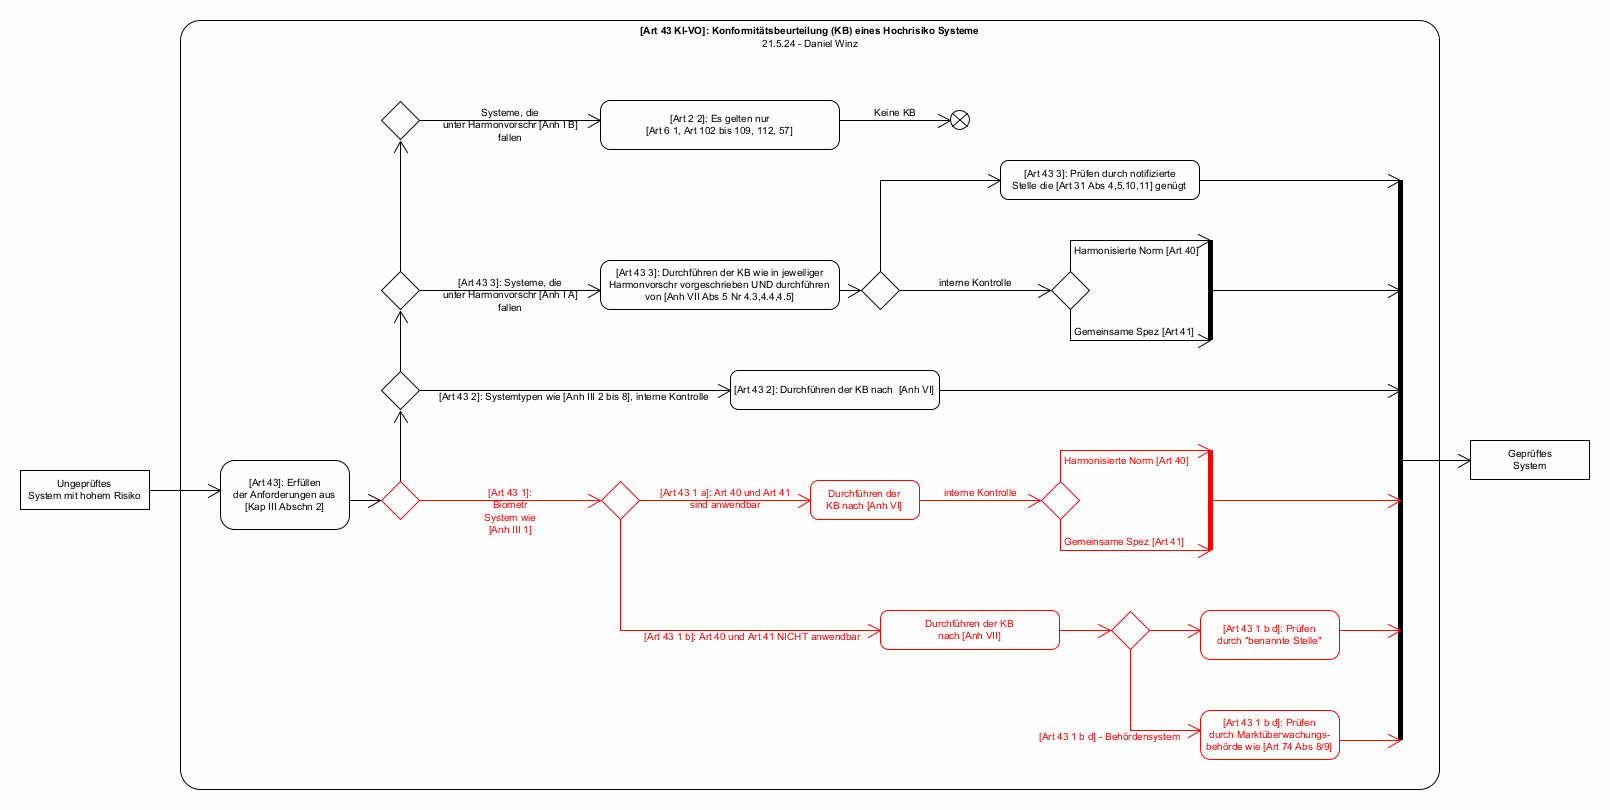 [Art 43 KI-VO]: Konformitätsbeurteilung (KB) eines Hochrisiko Systeme
21.5.24 - Daniel Winz
Systeme, die
unter Harmonvorschr [Anh I B]
fallen
[Art 2 2]: Es gelten nur
[Art 6 1, Art 102 bis 109, 112, 57]
Keine KB
[Art 43 3]: Prüfen durch notifizierte
Stelle die [Art 31 Abs 4,5,10,11] genügt
[Art 43 3]: Systeme, die
unter Harmonvorschr [Anh I A]
fallen
[Art 43 3]: Durchführen der KB wie in jeweiliger
Harmonvorschr vorgeschrieben UND durchführen
von [Anh VII Abs 5 Nr 4.3,4.4,4.5]
interne Kontrolle
Harmonisierte Norm [Art 40]
Gemeinsame Spez [Art 41]
[Art 43 2]: Systemtypen wie [Anh III 2 bis 8], interne Kontrolle
[Art 43 2]: Durchführen der KB nach  [Anh VI]
Ungeprüftes
System mit hohem Risiko
[Art 43]: Erfüllen
der Anforderungen aus
[Kap III Abschn 2]
[Art 43 1]:
Biometr
System wie
[Anh III 1]
[Art 43 1 a]: Art 40 und Art 41
sind anwendbar
Durchführen der
KB nach [Anh VI]
interne Kontrolle
Harmonisierte Norm [Art 40]
Gemeinsame Spez [Art 41]
Geprüftes
System
[Art 43 1 b]: Art 40 und Art 41 NICHT anwendbar
Durchführen der KB
nach [Anh VII]
[Art 43 1 b d]: Prüfen
durch "benannte Stelle"
[Art 43 1 b d] - Behördensystem
[Art 43 1 b d]: Prüfen
durch Marktüberwachungs-
behörde wie [Art 74 Abs 8/9]